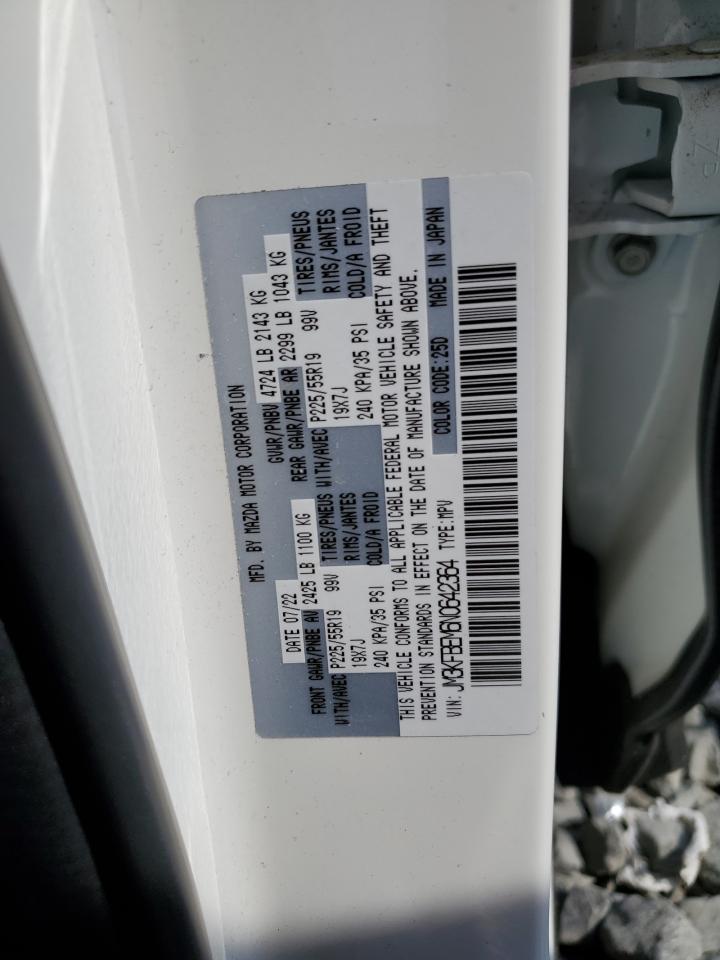 MFD. BY MAZDA MOTOR CORPORATION
DATE 07/22 GVWR/PNBV 4724 LB 2143 KG
FRONT GAWR/PNBE AV 2425 LB 1100 KG REAR GAWR/PNBE AR 2299 LB 1043 KG
WITH/AVEC P225/55R19 99V TIRES/PNEUS WITH/AVEC P225/55R19 99V TIRES/PNEUS
19X7J RIMS/JANTES 19X7J RIMS/JANTES
240 KPA/35 PSI COLD/A FROID 240 KPA/35 PSI COLD/A FROID
THIS VEHICLE CONFORMS TO ALL APPLICABLE FEDERAL MOTOR VEHICLE SAFETY AND THEFT
PREVENTION STANDARDS IN EFFECT ON THE DATE OF MANUFACTURE SHOWN ABOVE.
VIN: JM3KFBEM6N0642364 TYPE:MPV COLOR CODE:25D MADE IN JAPAN